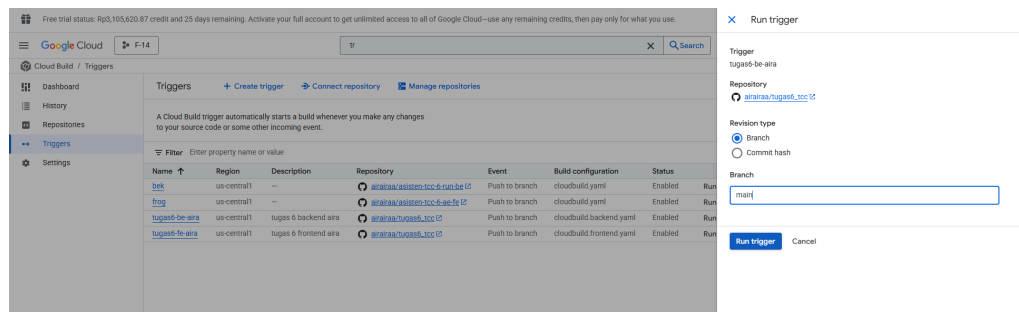 Free trial status: Rp3,105,620.87 credit and 25 days remaining. Activate your full account to get unlimited access to all of Google Cloud—use any remaining credits, then pay only for what you use.
Google Cloud F-14 tr Search
Cloud Build / Triggers
Dashboard
History
Repositories
Triggers
Settings
Triggers + Create trigger Connect repository Manage repositories
A Cloud Build trigger automatically starts a build whenever you make any changes
to your source code or some other incoming event.
Filter Enter property name or value
Name Region Description Repository Event Build configuration Status
bek us-central1 – airairaa/asisten-tcc-6-run-be Push to branch cloudbuild.yaml Enabled Run
frog us-central1 – airairaa/asisten-tcc-6-ae-fe Push to branch cloudbuild.yaml Enabled Run
tugas6-be-aira us-central1 tugas 6 backend aira airairaa/tugas6_tcc Push to branch cloudbuild.backend.yaml Enabled Run
tugas6-fe-aira us-central1 tugas 6 frontend aira airairaa/tugas6_tcc Push to branch cloudbuild.frontend.yaml Enabled Run
Run trigger
Trigger
tugas6-be-aira
Repository
airairaa/tugas6_tcc
Revision type
Branch
Commit hash
Branch
main
Run trigger Cancel